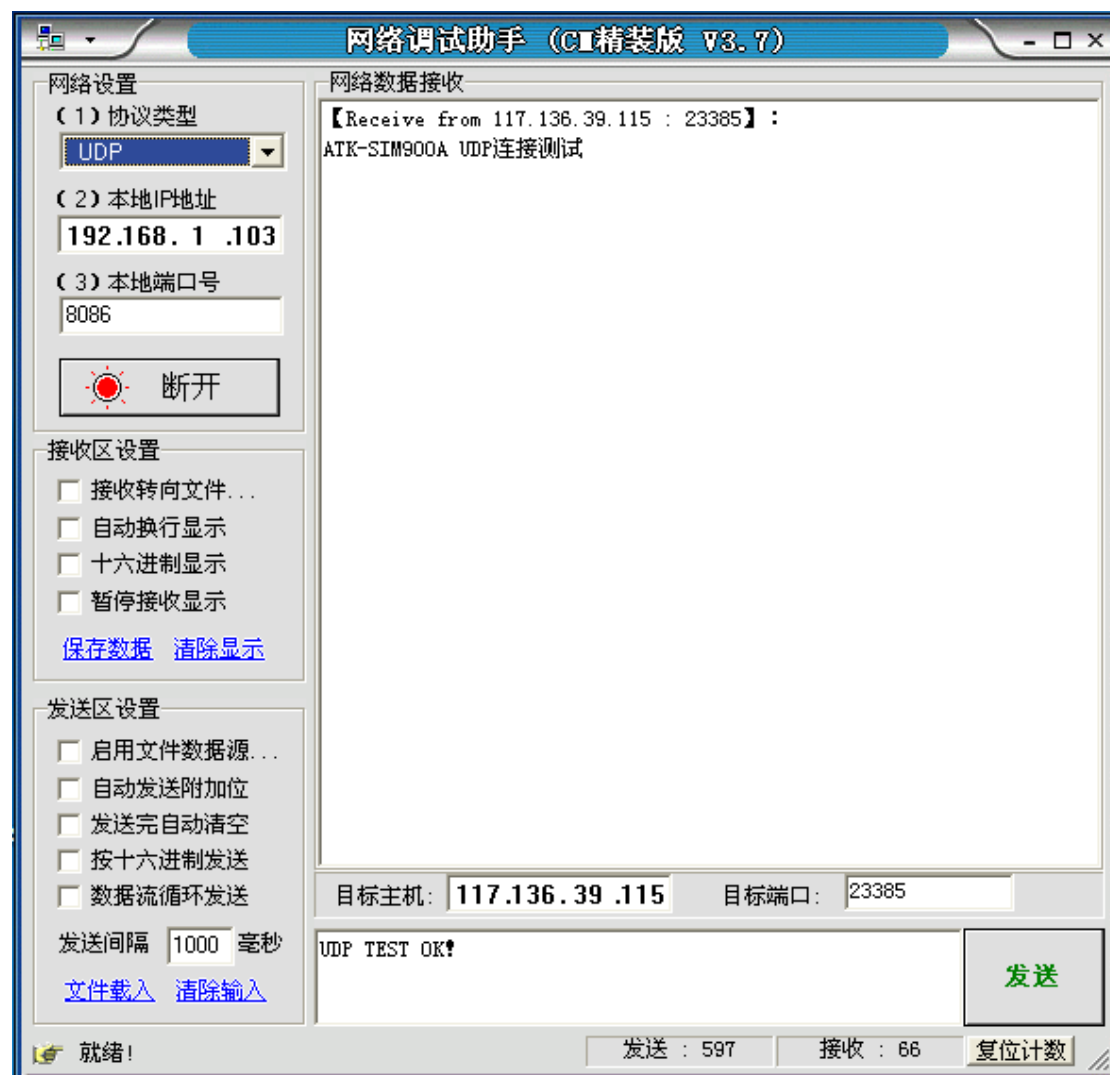 网络调试助手 (CⅢ精装版 V3.7)
网络设置
(1)协议类型
UDP
(2)本地IP地址
192.168. 1 .103
(3)本地端口号
8086
断开
接收区设置
接收转向文件...
自动换行显示
十六进制显示
暂停接收显示
保存数据 清除显示
发送区设置
启用文件数据源...
自动发送附加位
发送完自动清空
按十六进制发送
数据流循环发送
发送间隔 1000 毫秒
文件载入 清除输入
网络数据接收
【Receive from 117.136.39.115 : 23385】:
ATK-SIM900A UDP连接测试
目标主机: 117.136.39.115 目标端口: 23385
UDP TEST OK!
发送
就绪!
发送 : 597 接收 : 66 复位计数